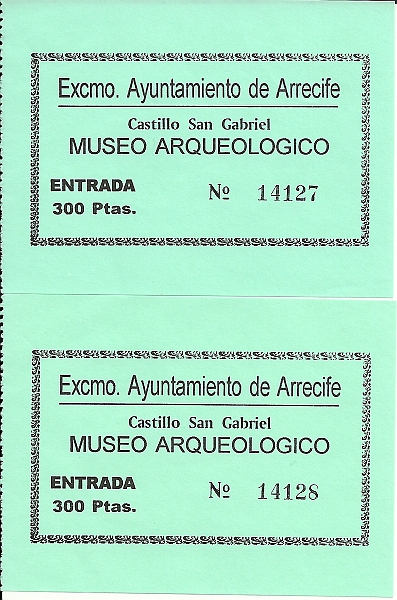 Excmo. Ayuntamiento de Arrecife
Castillo San Gabriel
MUSEO ARQUEOLOGICO
ENTRADA
300 Ptas.
Nº 14127
Excmo. Ayuntamiento de Arrecife
Castillo San Gabriel
MUSEO ARQUEOLOGICO
ENTRADA
300 Ptas.
Nº 14128